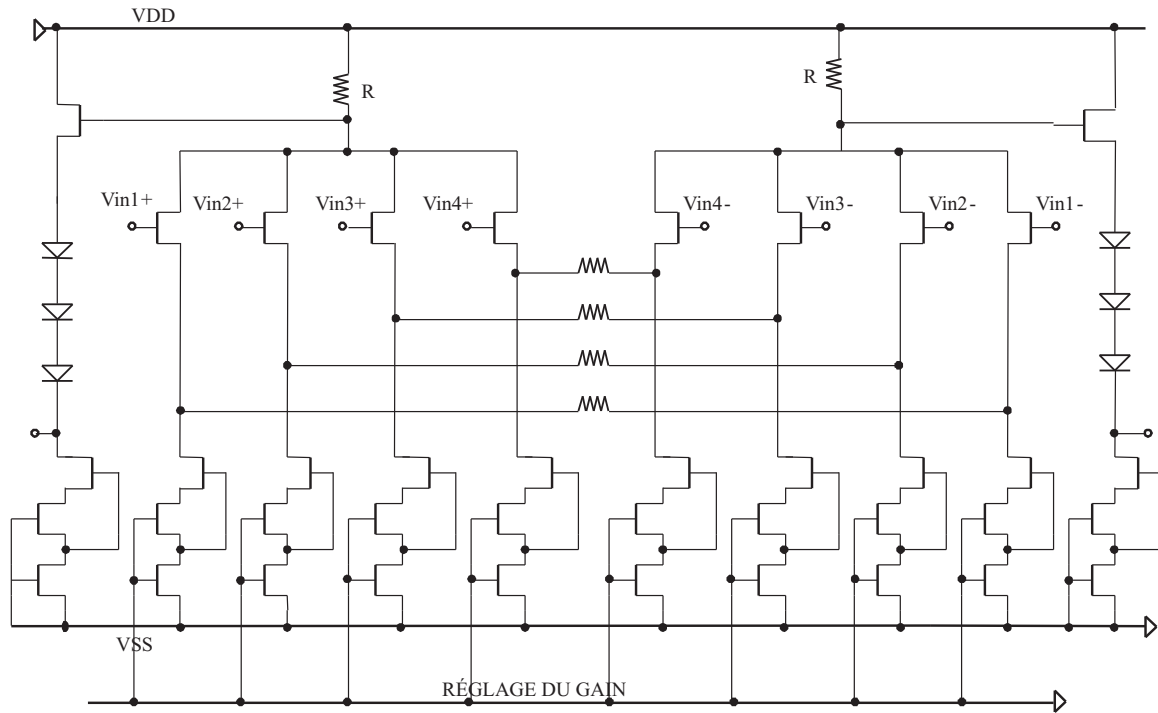 VDD
R
R
Vin1+
Vin2+
Vin3+
Vin4+
Vin4-
Vin3-
Vin2-
Vin1-
VSS
RÉGLAGE DU GAIN